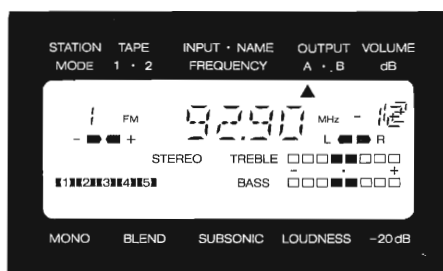 STATION TAPE INPUT · NAME OUTPUT VOLUME
MODE 1 · 2 FREQUENCY A · B dB
1 FM 92.90 MHz
- + L R
STEREO TREBLE
- · +
1 2 3 4 5 BASS
MONO BLEND SUBSONIC LOUDNESS -20dB